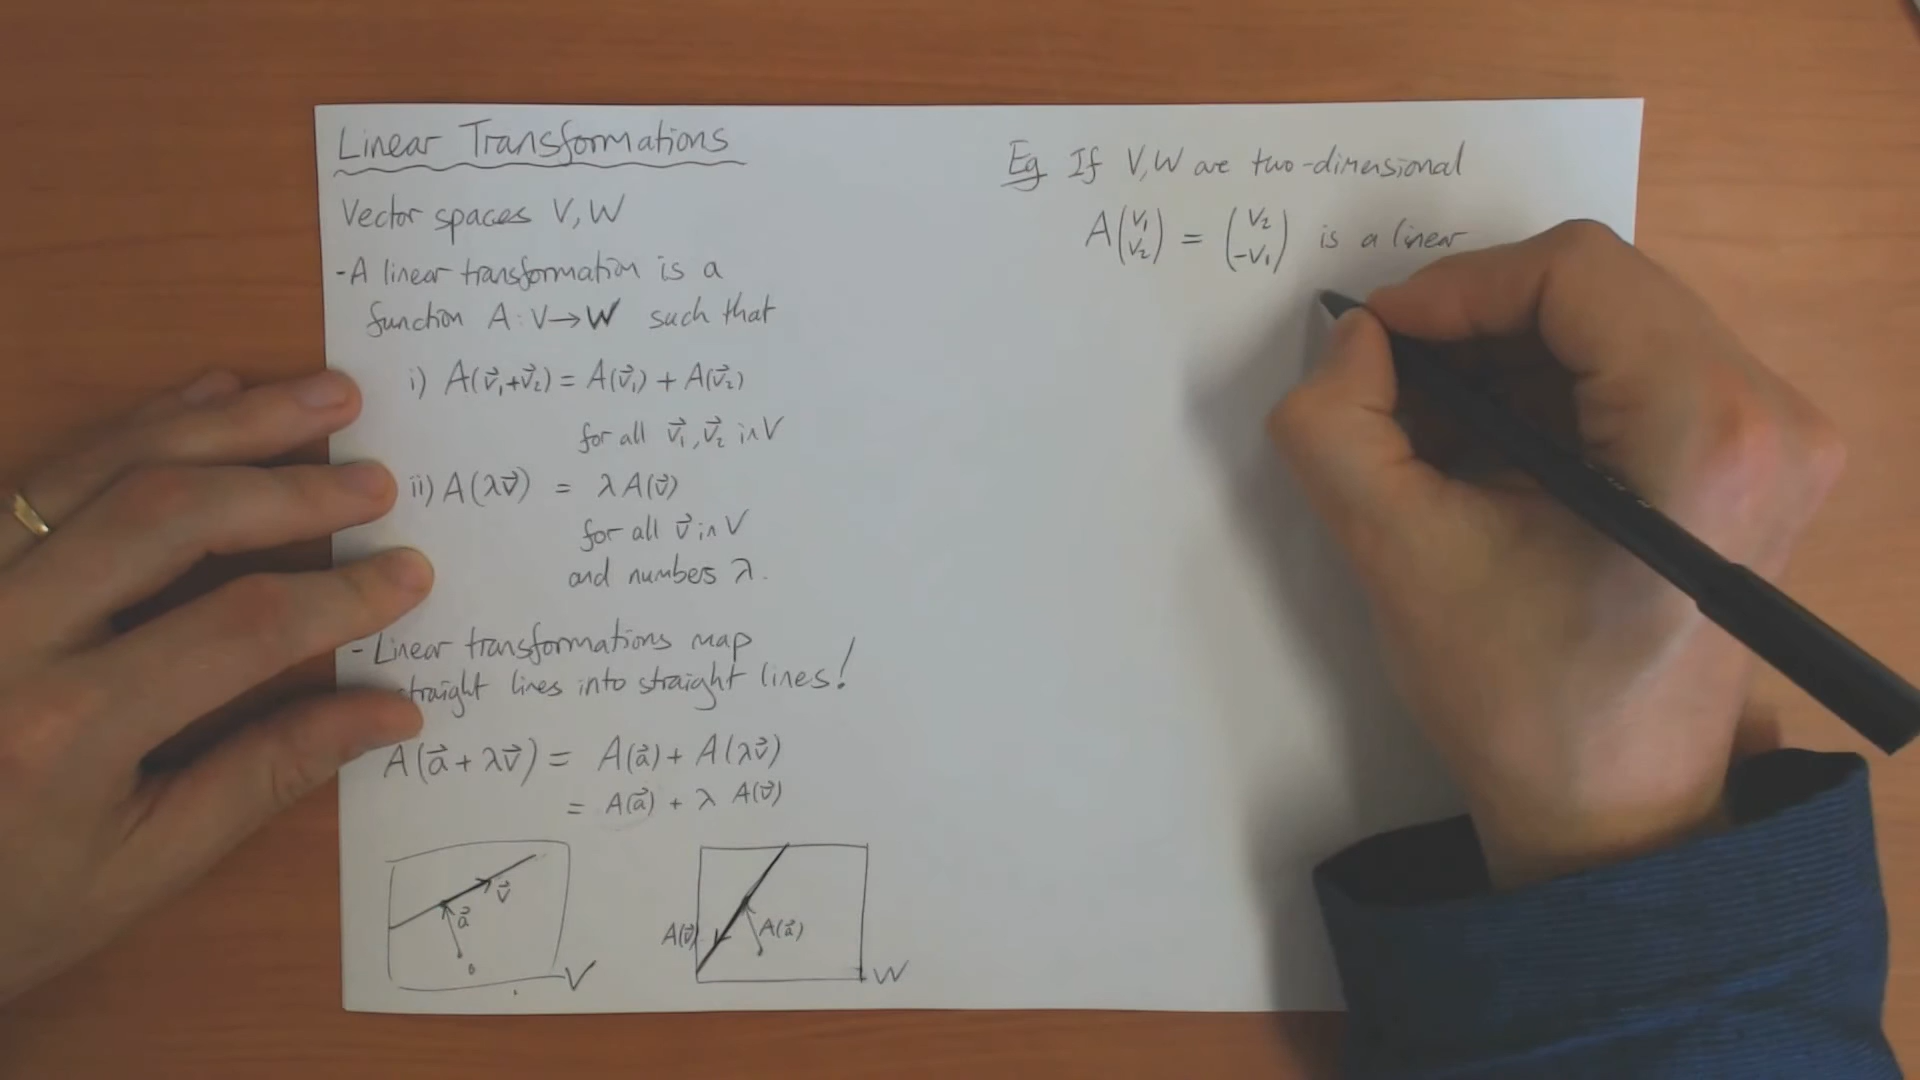 Linear Transformations
Vector spaces V, W
- A linear transformation is a
function A: V→W such that
i) A(v⃗₁+v⃗₂) = A(v⃗₁) + A(v⃗₂)
for all v⃗₁, v⃗₂ in V
ii) A(λv⃗) = λ A(v⃗)
for all v⃗ in V
and numbers λ.
- Linear transformations map
straight lines into straight lines!
A(a⃗ + λv⃗) = A(a⃗) + A(λv⃗)
= A(a⃗) + λ A(v⃗)
v⃗
a⃗
0
V
A(v⃗)
A(a⃗)
W
Eg If V, W are two-dimensional
A(v₁ v₂) = (v₂ -v₁) is a linear